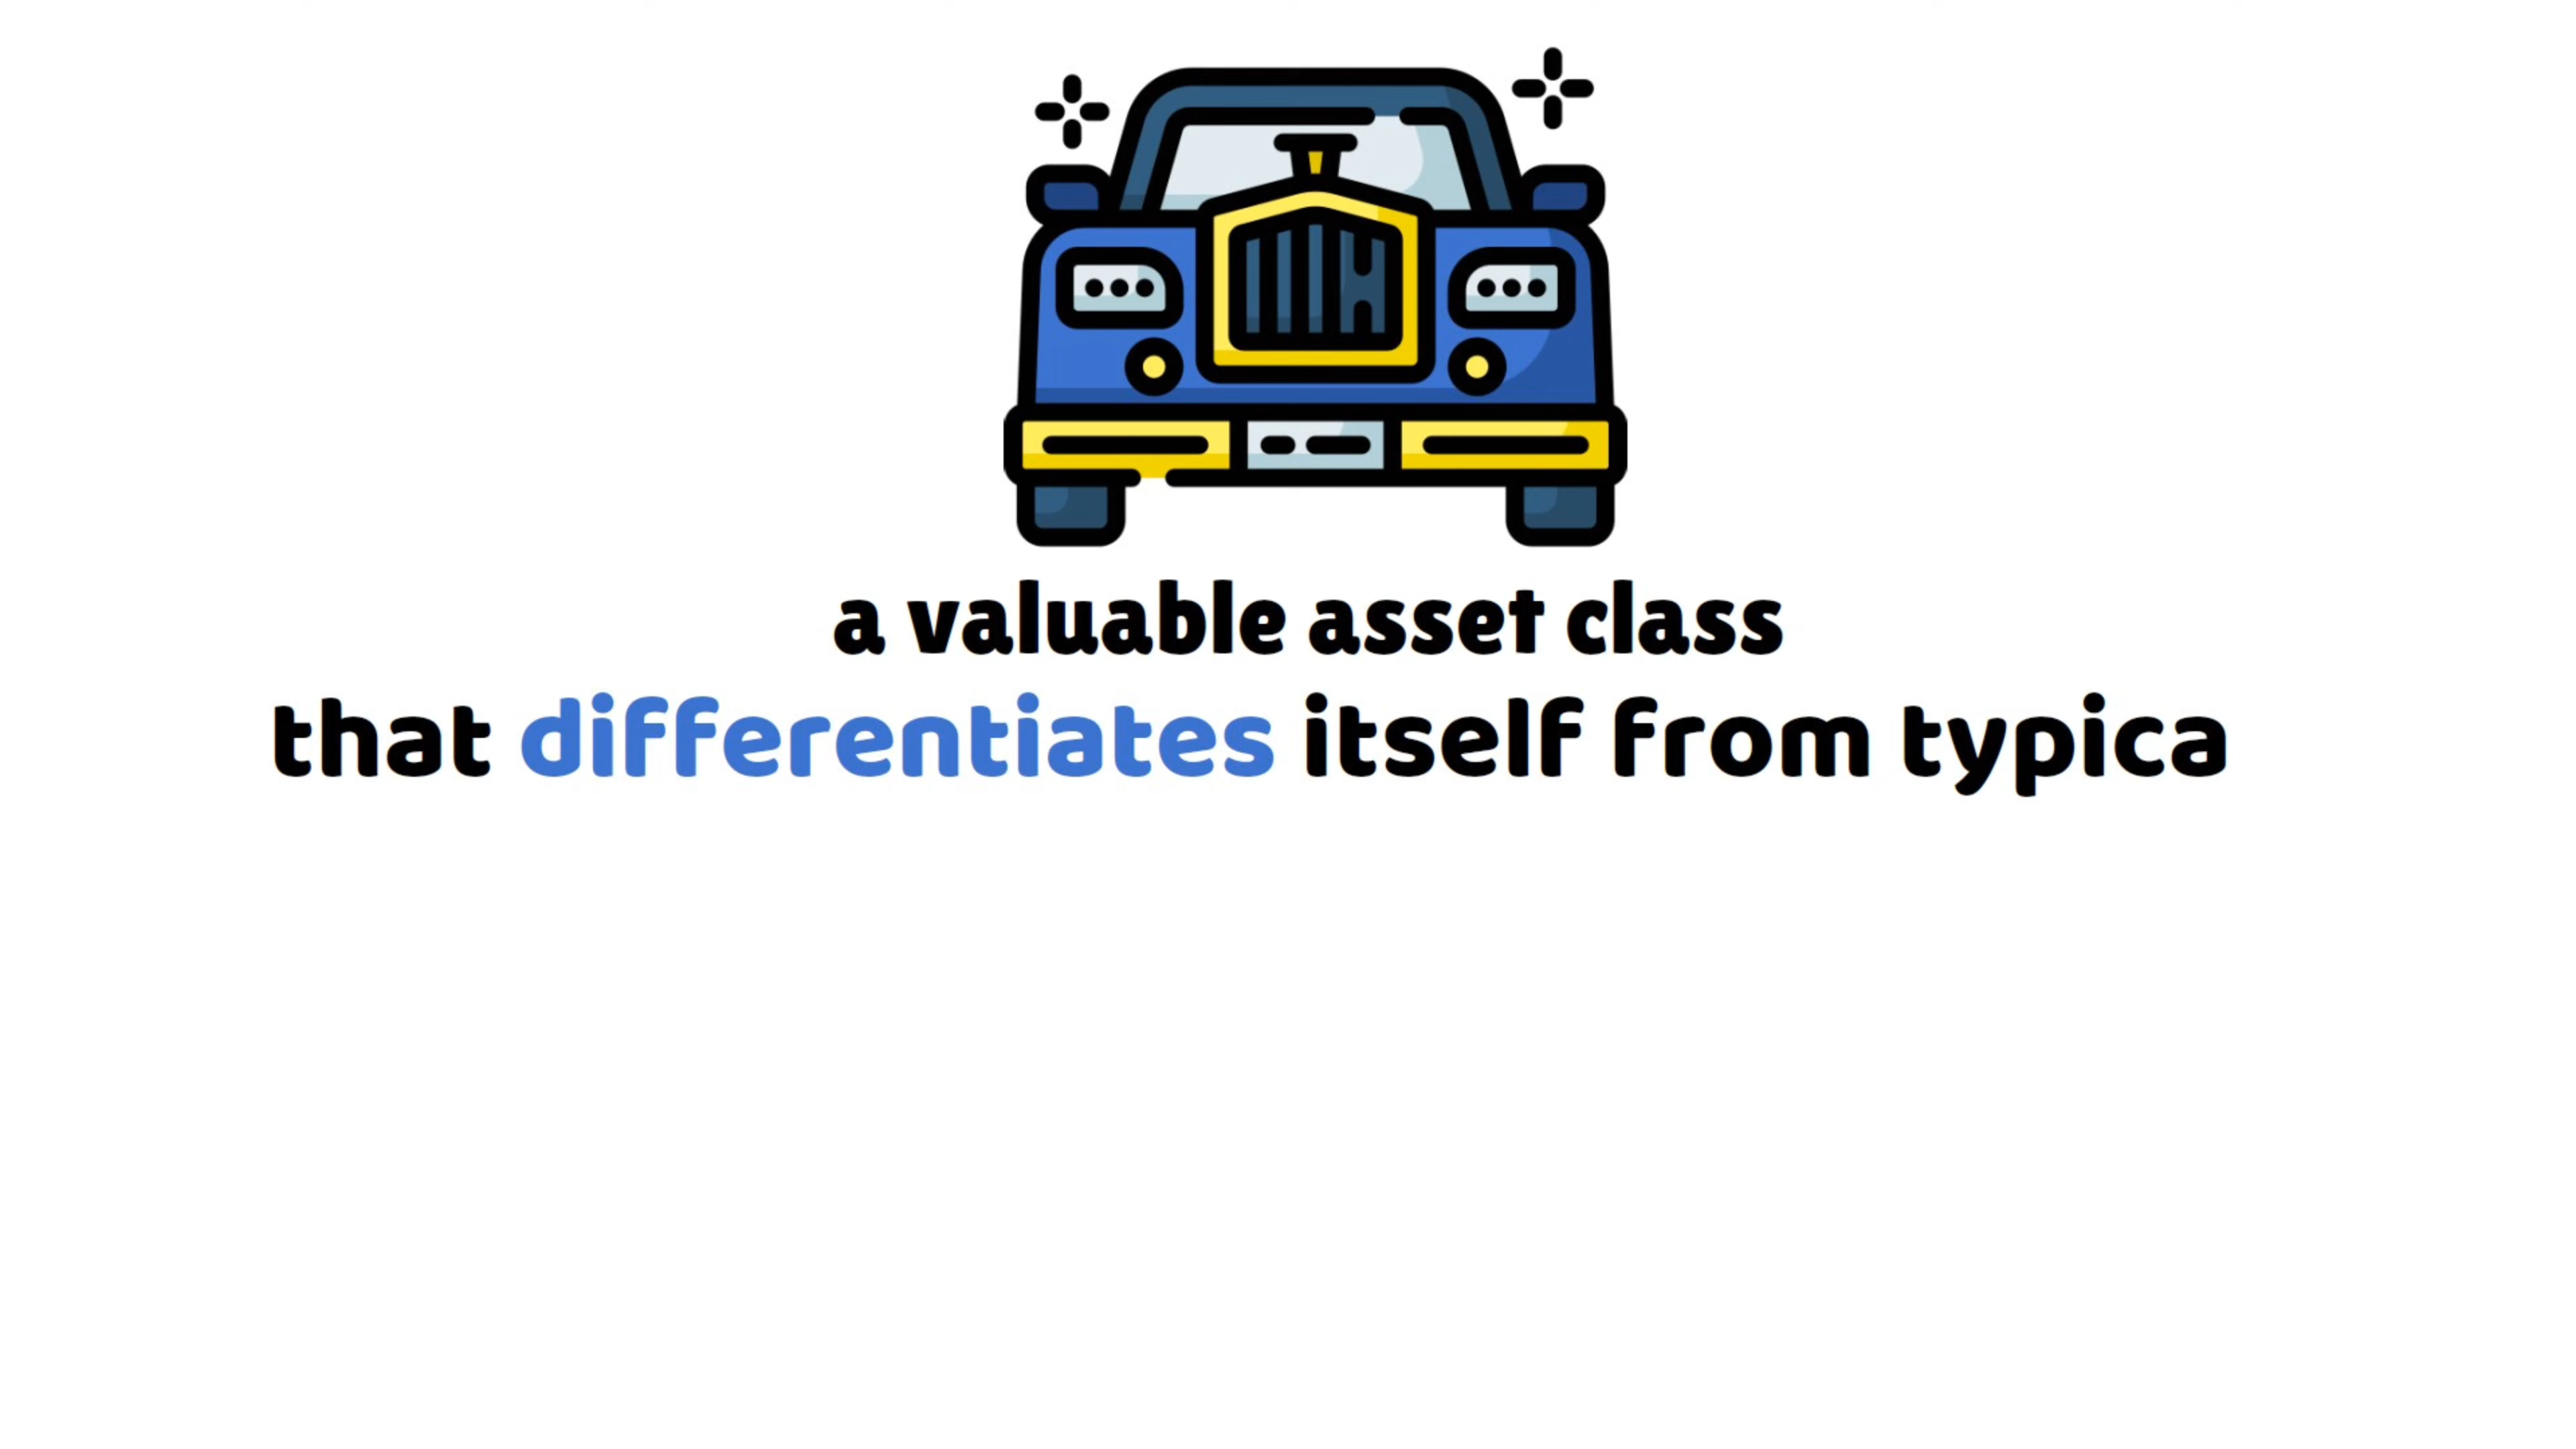 a valuable asset class
that differentiates itself from typica